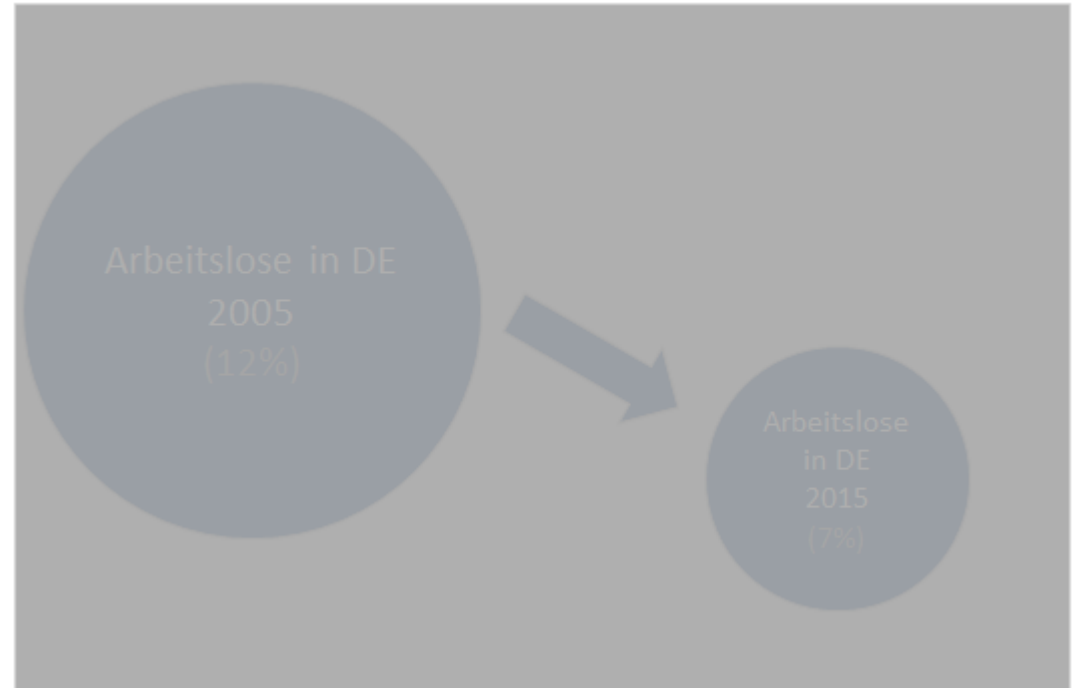 Arbeitslose in DE
2005
(12%)
Arbeitslose
in DE
2015
(7%)